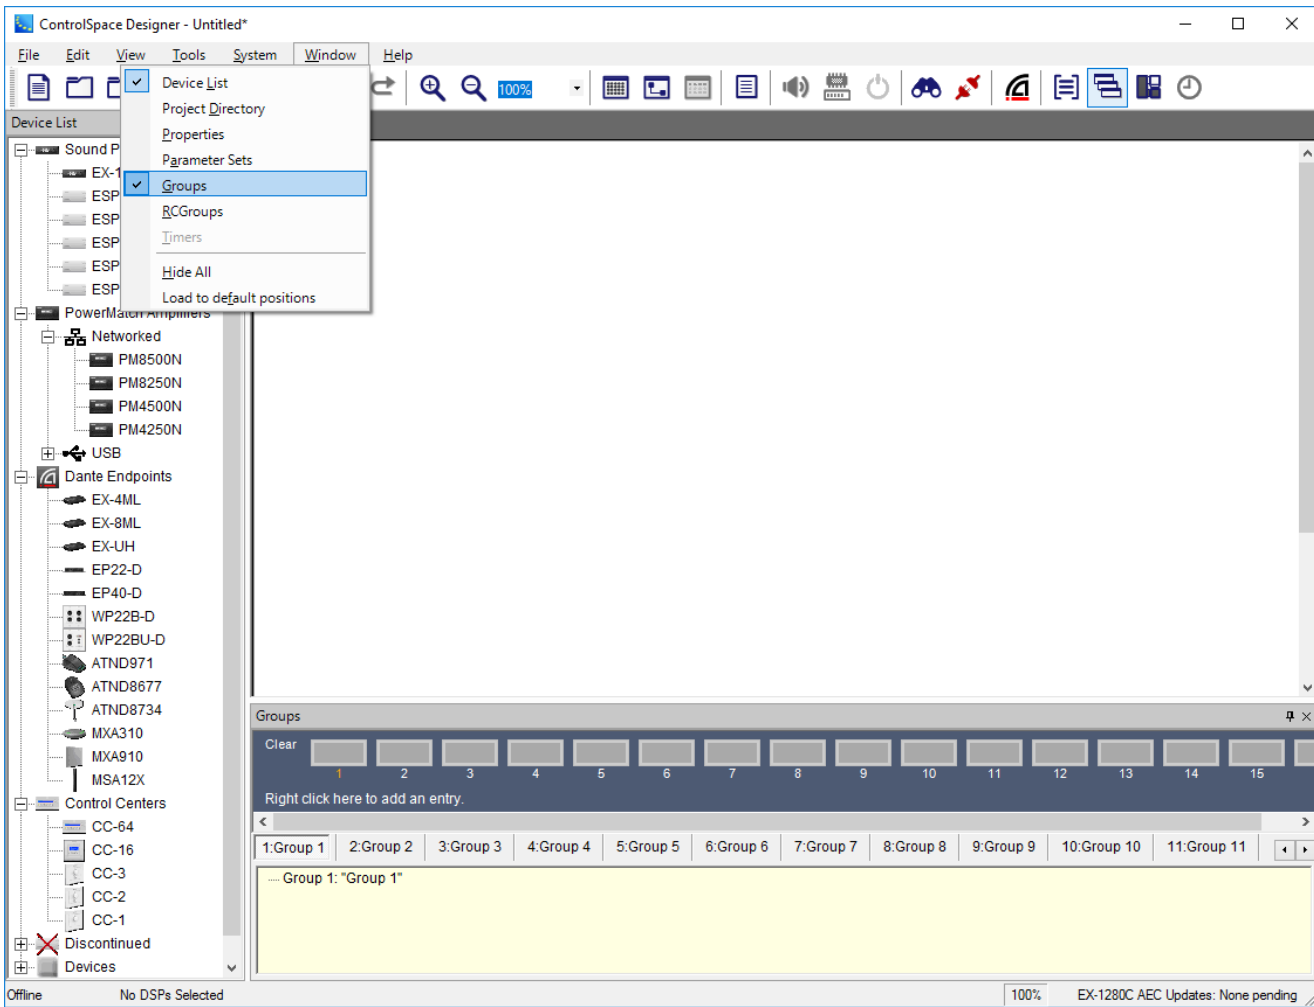 ControlSpace Designer - Untitled*
File Edit View Tools System Window Help
100%
Device List
Project Directory
Properties
Parameter Sets
Groups
RCGroups
Timers
Hide All
Load to default positions
Device List
Sound P
EX-1
ESP
ESP
ESP
ESP
ESP
PowerMatch Amplifiers
Networked
PM8500N
PM8250N
PM4500N
PM4250N
USB
Dante Endpoints
EX-4ML
EX-8ML
EX-UH
EP22-D
EP40-D
WP22B-D
WP22BU-D
ATND971
ATND8677
ATND8734
MXA310
MXA910
MSA12X
Control Centers
CC-64
CC-16
CC-3
CC-2
CC-1
Discontinued
Devices
Groups
Clear
1 2 3 4 5 6 7 8 9 10 11 12 13 14 15
Right click here to add an entry.
1:Group 1 2:Group 2 3:Group 3 4:Group 4 5:Group 5 6:Group 6 7:Group 7 8:Group 8 9:Group 9 10:Group 10 11:Group 11
Group 1: "Group 1"
Offline No DSPs Selected 100% EX-1280C AEC Updates: None pending